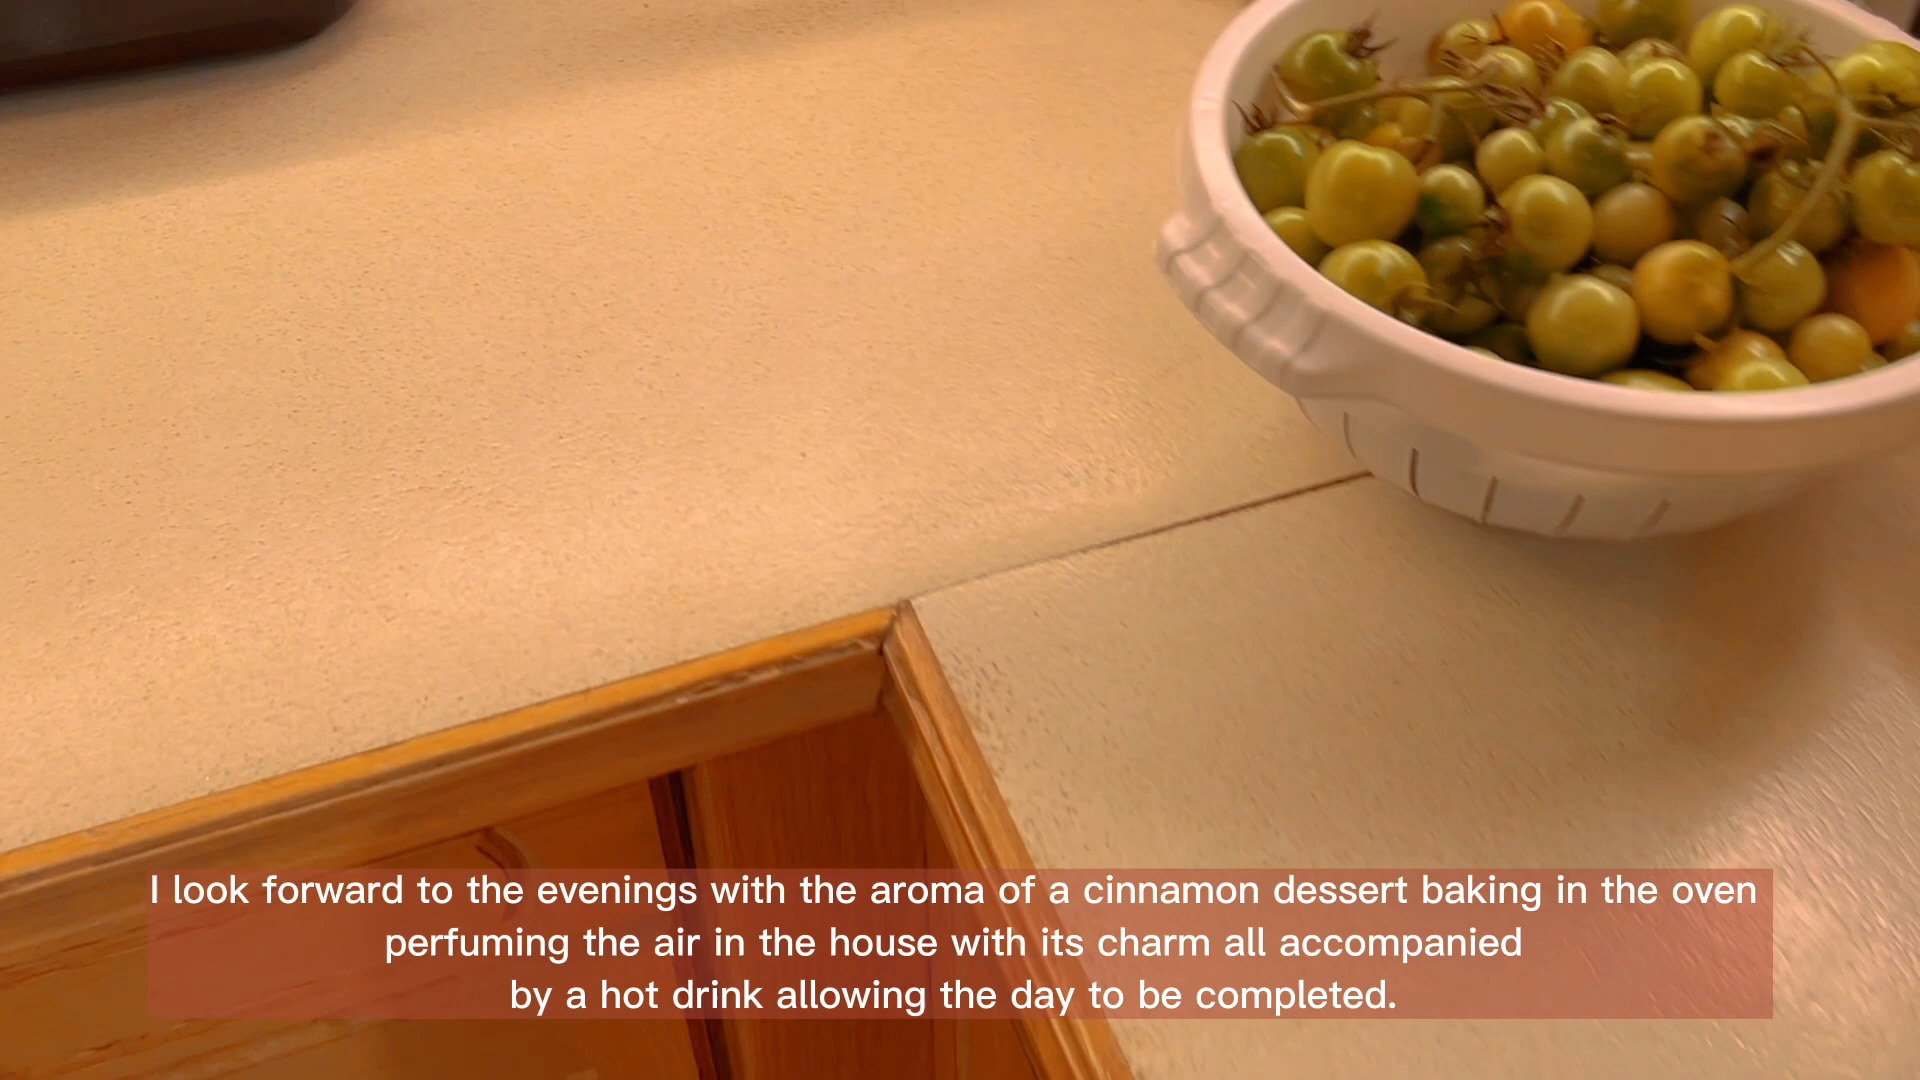 I look forward to the evenings with the aroma of a cinnamon dessert baking in the oven
perfuming the air in the house with its charm all accompanied
by a hot drink allowing the day to be completed.